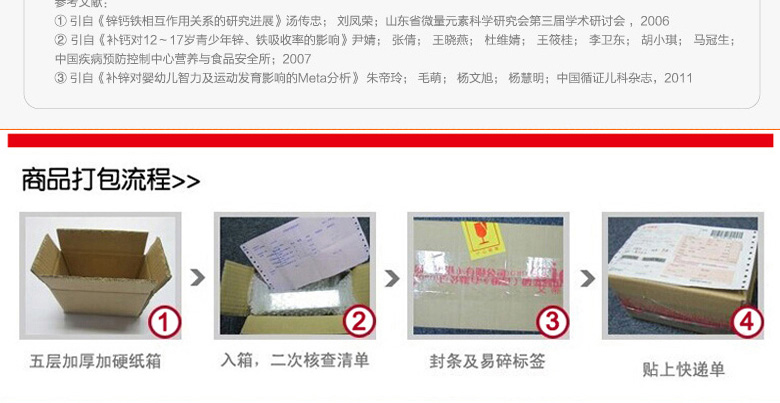 参考文献：
① 引自《锌钙铁相互作用关系的研究进展》汤传忠； 刘凤荣；山东省微量元素科学研究会第三届学术研讨会 ，2006
② 引自《补钙对12～17岁青少年锌、铁吸收率的影响》尹婧； 张倩； 王晓燕； 杜维婧； 王筱桂； 李卫东； 胡小琪； 马冠生；
中国疾病预防控制中心营养与食品安全所；2007
③ 引自《补锌对婴幼儿智力及运动发育影响的Meta分析》 朱帝玲； 毛萌； 杨文旭； 杨慧明；中国循证儿科杂志，2011
商品打包流程>>
① ② ③ ④
五层加厚加硬纸箱
入箱，二次核查清单
封条及易碎标签
贴上快递单